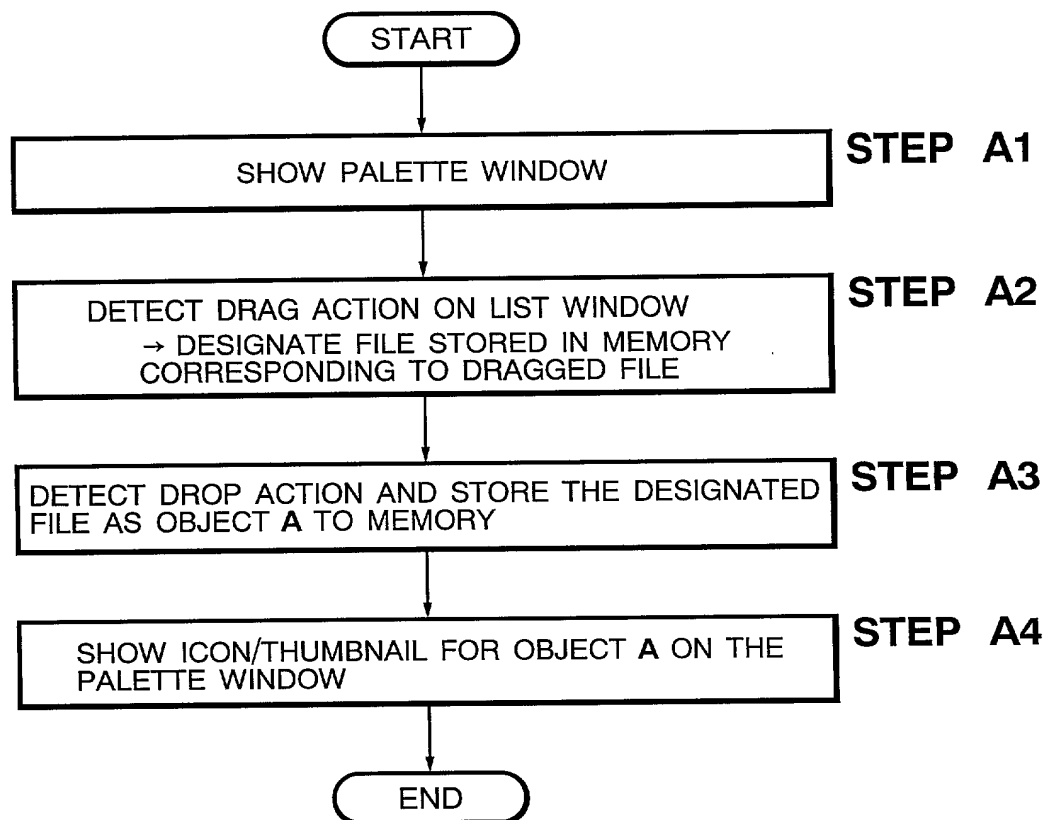 START
SHOW PALETTE WINDOW
STEP A1
DETECT DRAG ACTION ON LIST WINDOW
→ DESIGNATE FILE STORED IN MEMORY
CORRESPONDING TO DRAGGED FILE
STEP A2
DETECT DROP ACTION AND STORE THE DESIGNATED
FILE AS OBJECT A TO MEMORY
STEP A3
SHOW ICON/THUMBNAIL FOR OBJECT A ON THE
PALETTE WINDOW
STEP A4
END